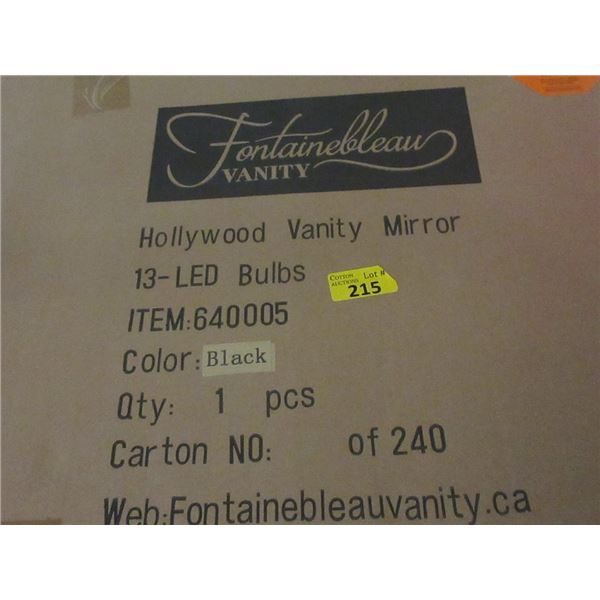 Fontainebleau
VANITY
Hollywood Vanity Mirror
13-LED Bulbs
COTTON AUCTIONS Lot #
215
ITEM:640005
Color: Black
Qty: 1 pcs
Carton NO: of 240
Web:Fontainebleauvanity.ca